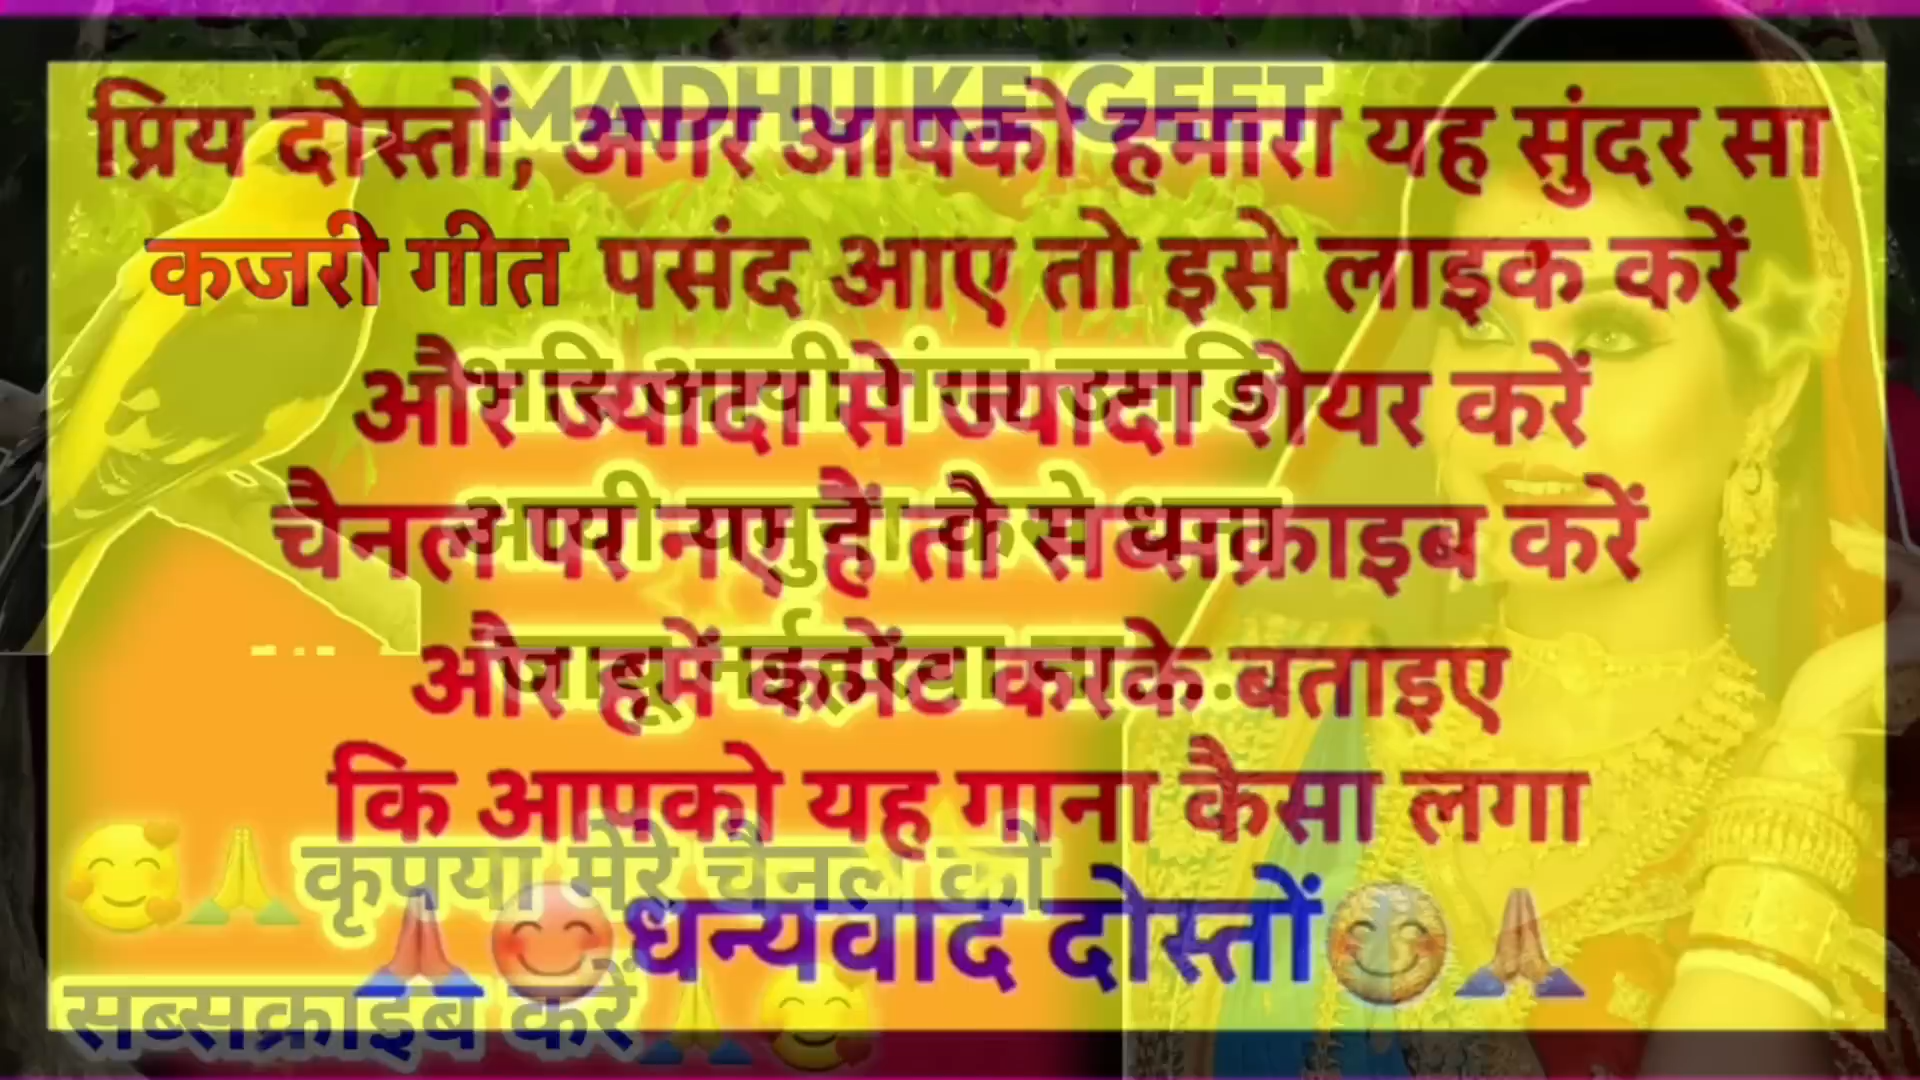 MADHU KE GEET
प्रिय दोस्तों, अगर आपको हमारा यह सुंदर सा
कजरी गीत पसंद आए तो इसे लाइक करें
और ज्यादा से ज्यादा शेयर करें
चैनल पर नए हैं तो सब्सक्राइब करें
आयी यमुना कैसे
और हमें कमेंट करके बताइए
कि आपको यह गाना कैसा लगा
🥰🙏कृपया मेरे चैनल को
🙏😊धन्यवाद दोस्तों😊🙏
सब्सक्राइब करें🙏🥰